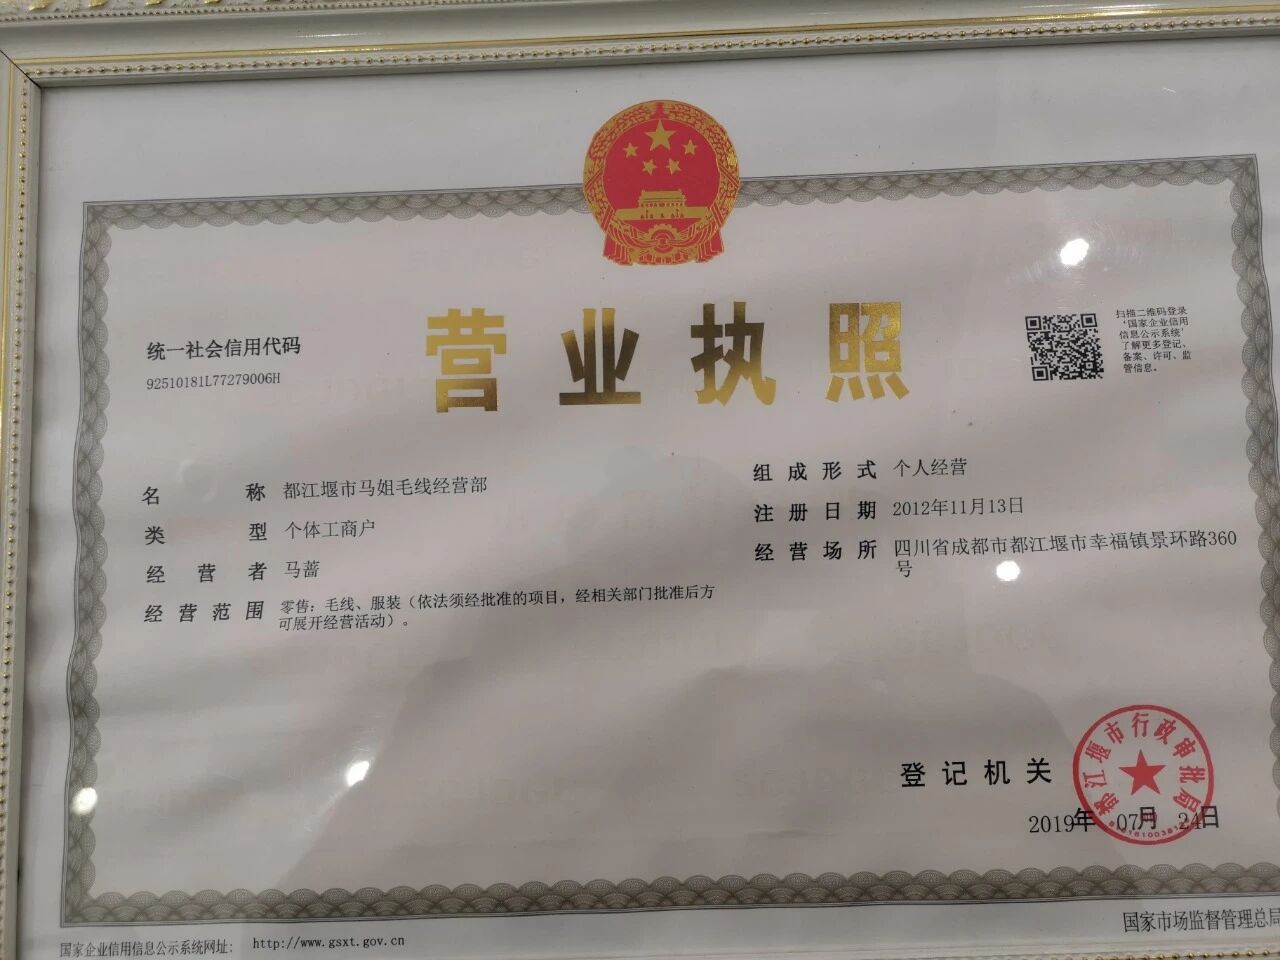 统一社会信用代码
92510181L77279006H
营业执照
扫描二维码登录
'国家企业信用
信息公示系统'
了解更多登记、
备案、许可、监
管信息。
名称 都江堰市马姐毛线经营部
类型 个体工商户
经营者 马蔷
经营范围 零售：毛线、服装（依法须经批准的项目，经相关部门批准后方
可展开经营活动）。
组成形式 个人经营
注册日期 2012年11月13日
经营场所 四川省成都市都江堰市幸福镇景环路360
号
登记机关
都江堰市行政审批局
2019年 07月 24日
国家企业信用信息公示系统网址： http://www.gsxt.gov.cn
国家市场监督管理总局